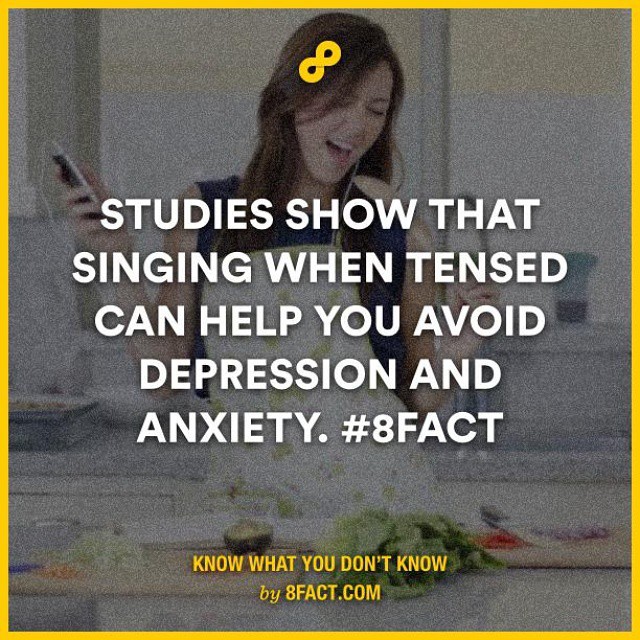 STUDIES SHOW THAT
SINGING WHEN TENSED
CAN HELP YOU AVOID
DEPRESSION AND
ANXIETY. #8FACT
KNOW WHAT YOU DON'T KNOW
by 8FACT.COM